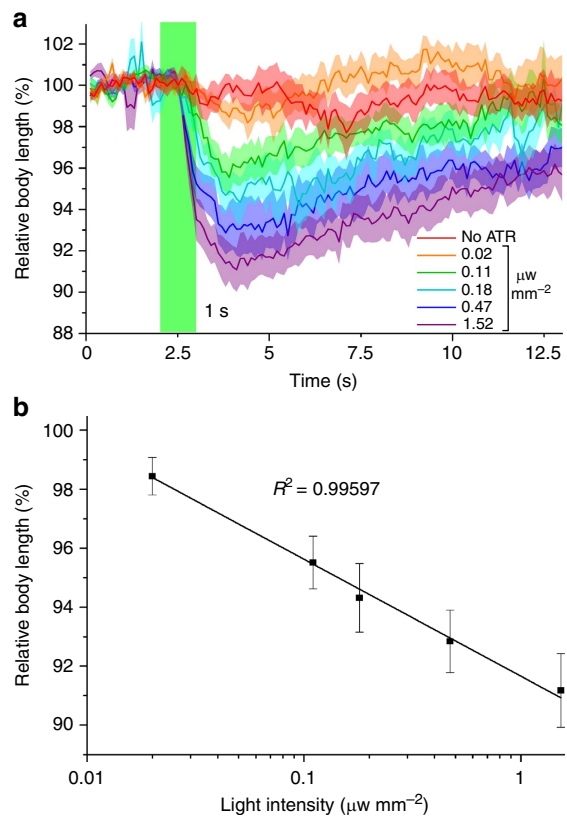 a
Relative body length (%)
102
100
98
96
94
92
90
88
0
2.5
5
7.5
10
12.5
Time (s)
1 s
No ATR
0.02
0.11
0.18
0.47
1.52
μw
mm−2
b
Relative body length (%)
100
98
96
94
92
90
R2 = 0.99597
0.01
0.1
1
Light intensity (μw mm−2)